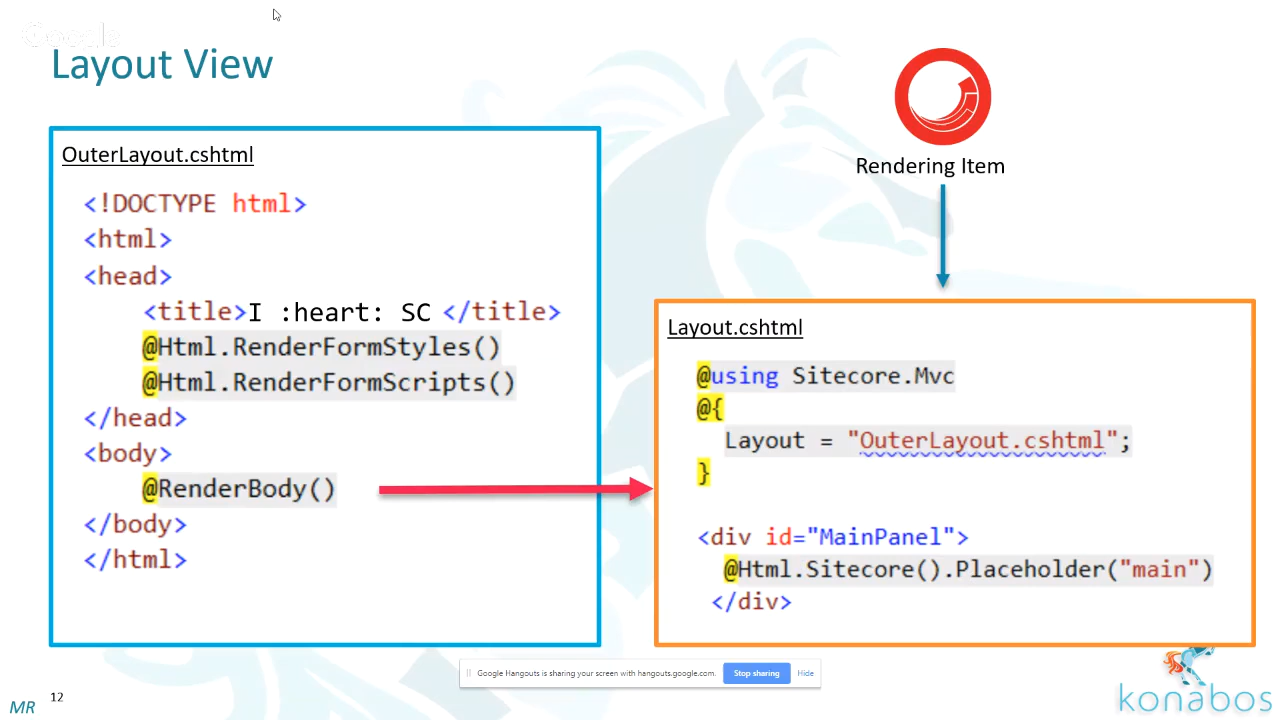 Google
Layout View
OuterLayout.cshtml
<!DOCTYPE html>
<html>
<head>
<title>I :heart: SC </title>
@Html.RenderFormStyles()
@Html.RenderFormScripts()
</head>
<body>
@RenderBody()
</body>
</html>
Rendering Item
Layout.cshtml
@using Sitecore.Mvc
@{
Layout = "OuterLayout.cshtml";
}
<div id="MainPanel">
@Html.Sitecore().Placeholder("main")
</div>
Google Hangouts is sharing your screen with hangouts.google.com. Stop sharing Hide
MR 12
konabos